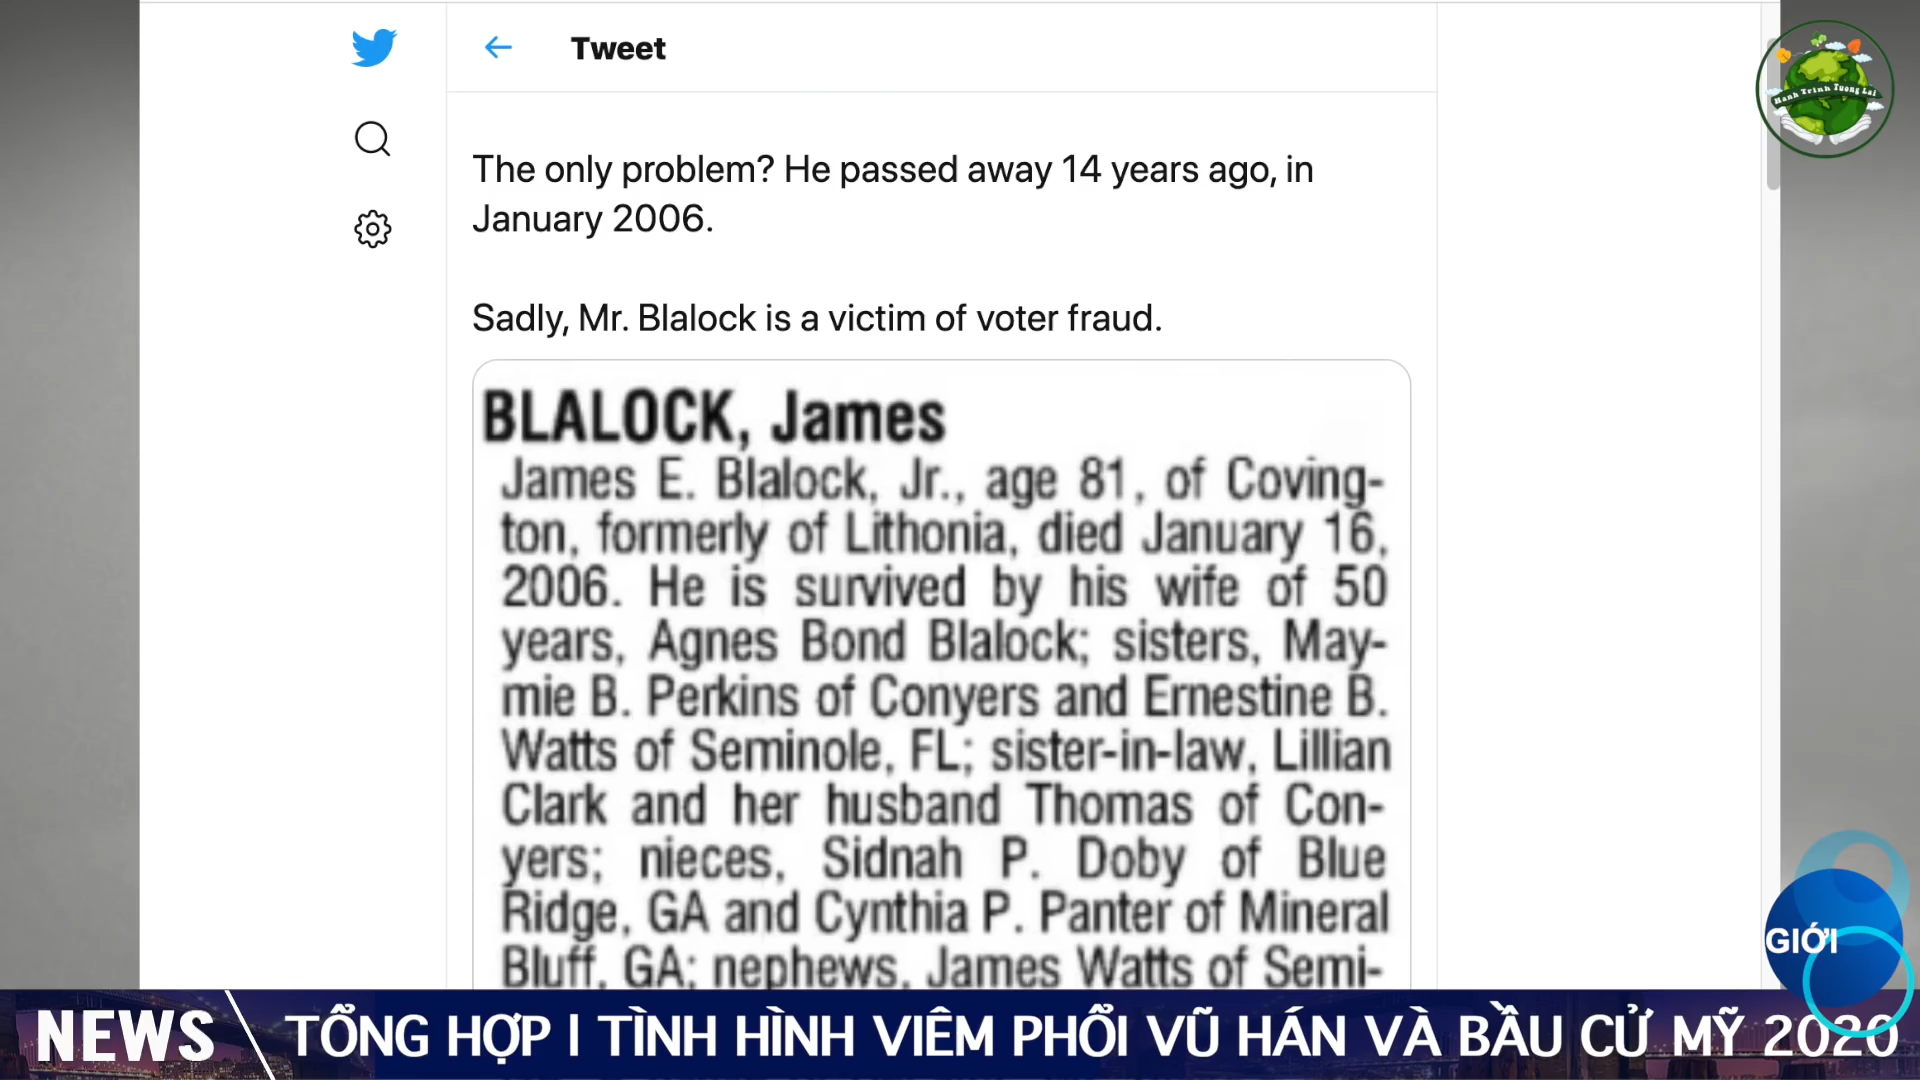 Tweet
Hanh Trinh Tuong Lai
The only problem? He passed away 14 years ago, in
January 2006.
Sadly, Mr. Blalock is a victim of voter fraud.
BLALOCK, James
James E. Blalock, Jr., age 81, of Coving-
ton, formerly of Lithonia, died January 16,
2006. He is survived by his wife of 50
years, Agnes Bond Blalock; sisters, May-
mie B. Perkins of Conyers and Ernestine B.
Watts of Seminole, FL; sister-in-law, Lillian
Clark and her husband Thomas of Con-
yers; nieces, Sidnah P. Doby of Blue
Ridge, GA and Cynthia P. Panter of Mineral
Bluff, GA; nephews, James Watts of Semi-
GIỚI
NEWS
TỔNG HỢP | TÌNH HÌNH VIÊM PHỔI VŨ HÁN VÀ BẦU CỬ MỸ 2020